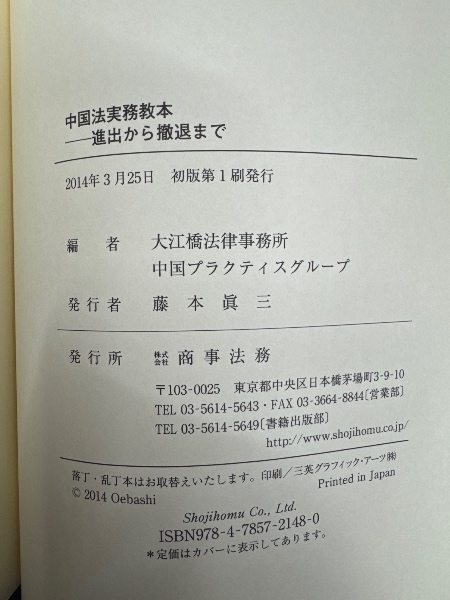 中国法実務教本
――進出から撤退まで
2014年3月25日　初版第1刷発行
編　者　大江橋法律事務所
中国プラクティスグループ
発行者　藤本眞三
発行所　株式会社 商事法務
〒103-0025　東京都中央区日本橋茅場町3-9-10
TEL 03-5614-5643・FAX 03-3664-8844〔営業部〕
TEL 03-5614-5649〔書籍出版部〕
http://www.shojihomu.co.jp/
落丁・乱丁本はお取替えいたします。印刷／三英グラフィック・アーツ㈱
© 2014 Oebashi　Printed in Japan
Shojihomu Co., Ltd.
ISBN978-4-7857-2148-0
＊定価はカバーに表示してあります。